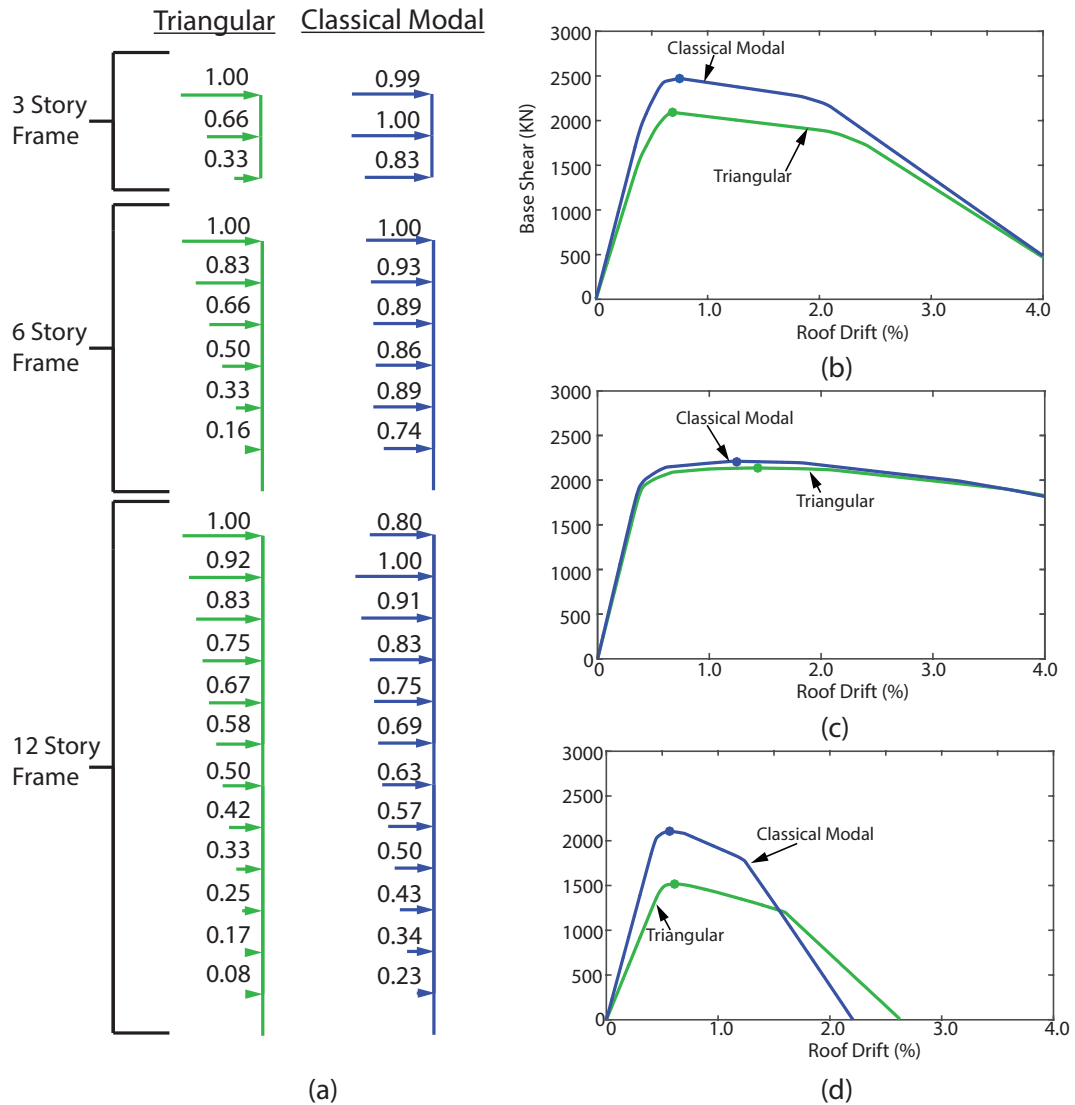 Triangular Classical Modal
3 Story
Frame
1.00 0.99
0.66 1.00
0.33 0.83
6 Story
Frame
1.00 1.00
0.83 0.93
0.66 0.89
0.50 0.86
0.33 0.89
0.16 0.74
12 Story
Frame
1.00 0.80
0.92 1.00
0.83 0.91
0.75 0.83
0.67 0.75
0.58 0.69
0.50 0.63
0.42 0.57
0.33 0.50
0.25 0.43
0.17 0.34
0.08 0.23
(a)
3000
2500
2000
1500
1000
500
0
Base Shear (KN)
Classical Modal
Triangular
0 1.0 2.0 3.0 4.0
Roof Drift (%)
(b)
3000
2500
2000
1500
1000
500
0
Classical Modal
Triangular
0 1.0 2.0 3.0 4.0
Roof Drift (%)
(c)
3000
2500
2000
1500
1000
500
0
Classical Modal
Triangular
0 1.0 2.0 3.0 4.0
Roof Drift (%)
(d)